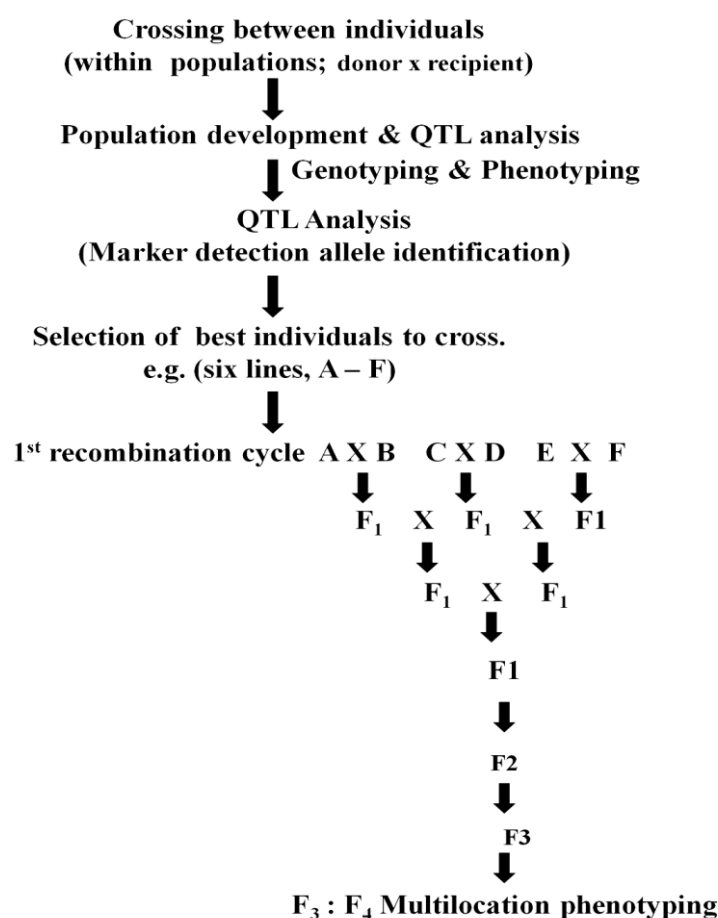 Crossing between individuals
(within populations; donor x recipient)
Population development & QTL analysis
Genotyping & Phenotyping
QTL Analysis
(Marker detection allele identification)
Selection of best individuals to cross.
e.g. (six lines, A – F)
1st recombination cycle A X B C X D E X F
F₁ X F₁ X F1
F₁ X F₁
F1
F2
F3
F₃ : F₄ Multilocation phenotyping